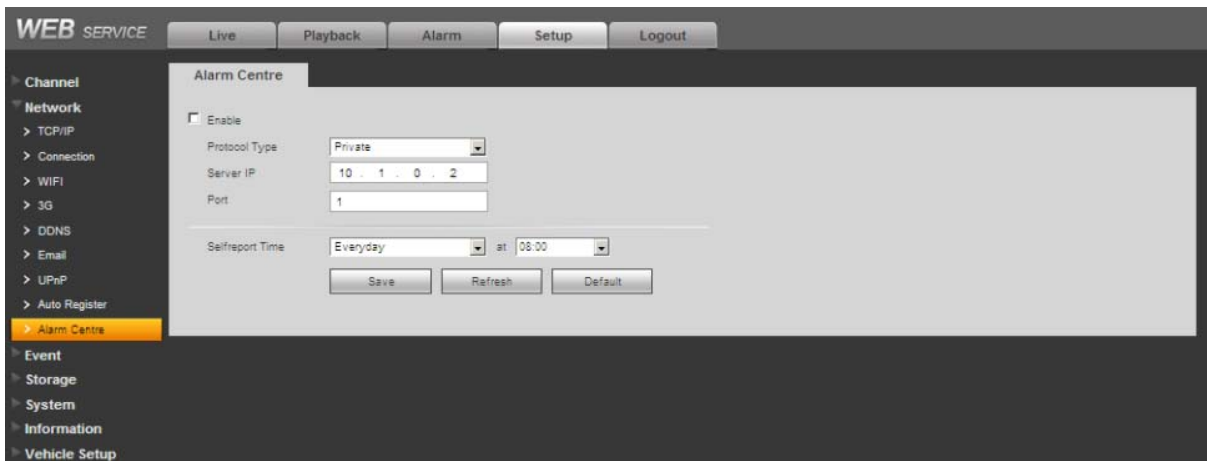 WEB SERVICE
Live Playback Alarm Setup Logout
Channel
Network
TCP/IP
Connection
WIFI
3G
DDNS
Email
UPnP
Auto Register
Alarm Centre
Event
Storage
System
Information
Vehicle Setup
Alarm Centre
Enable
Protocol Type Private
Server IP 10 . 1 . 0 . 2
Port 1
Selfreport Time Everyday at 08:00
Save Refresh Default